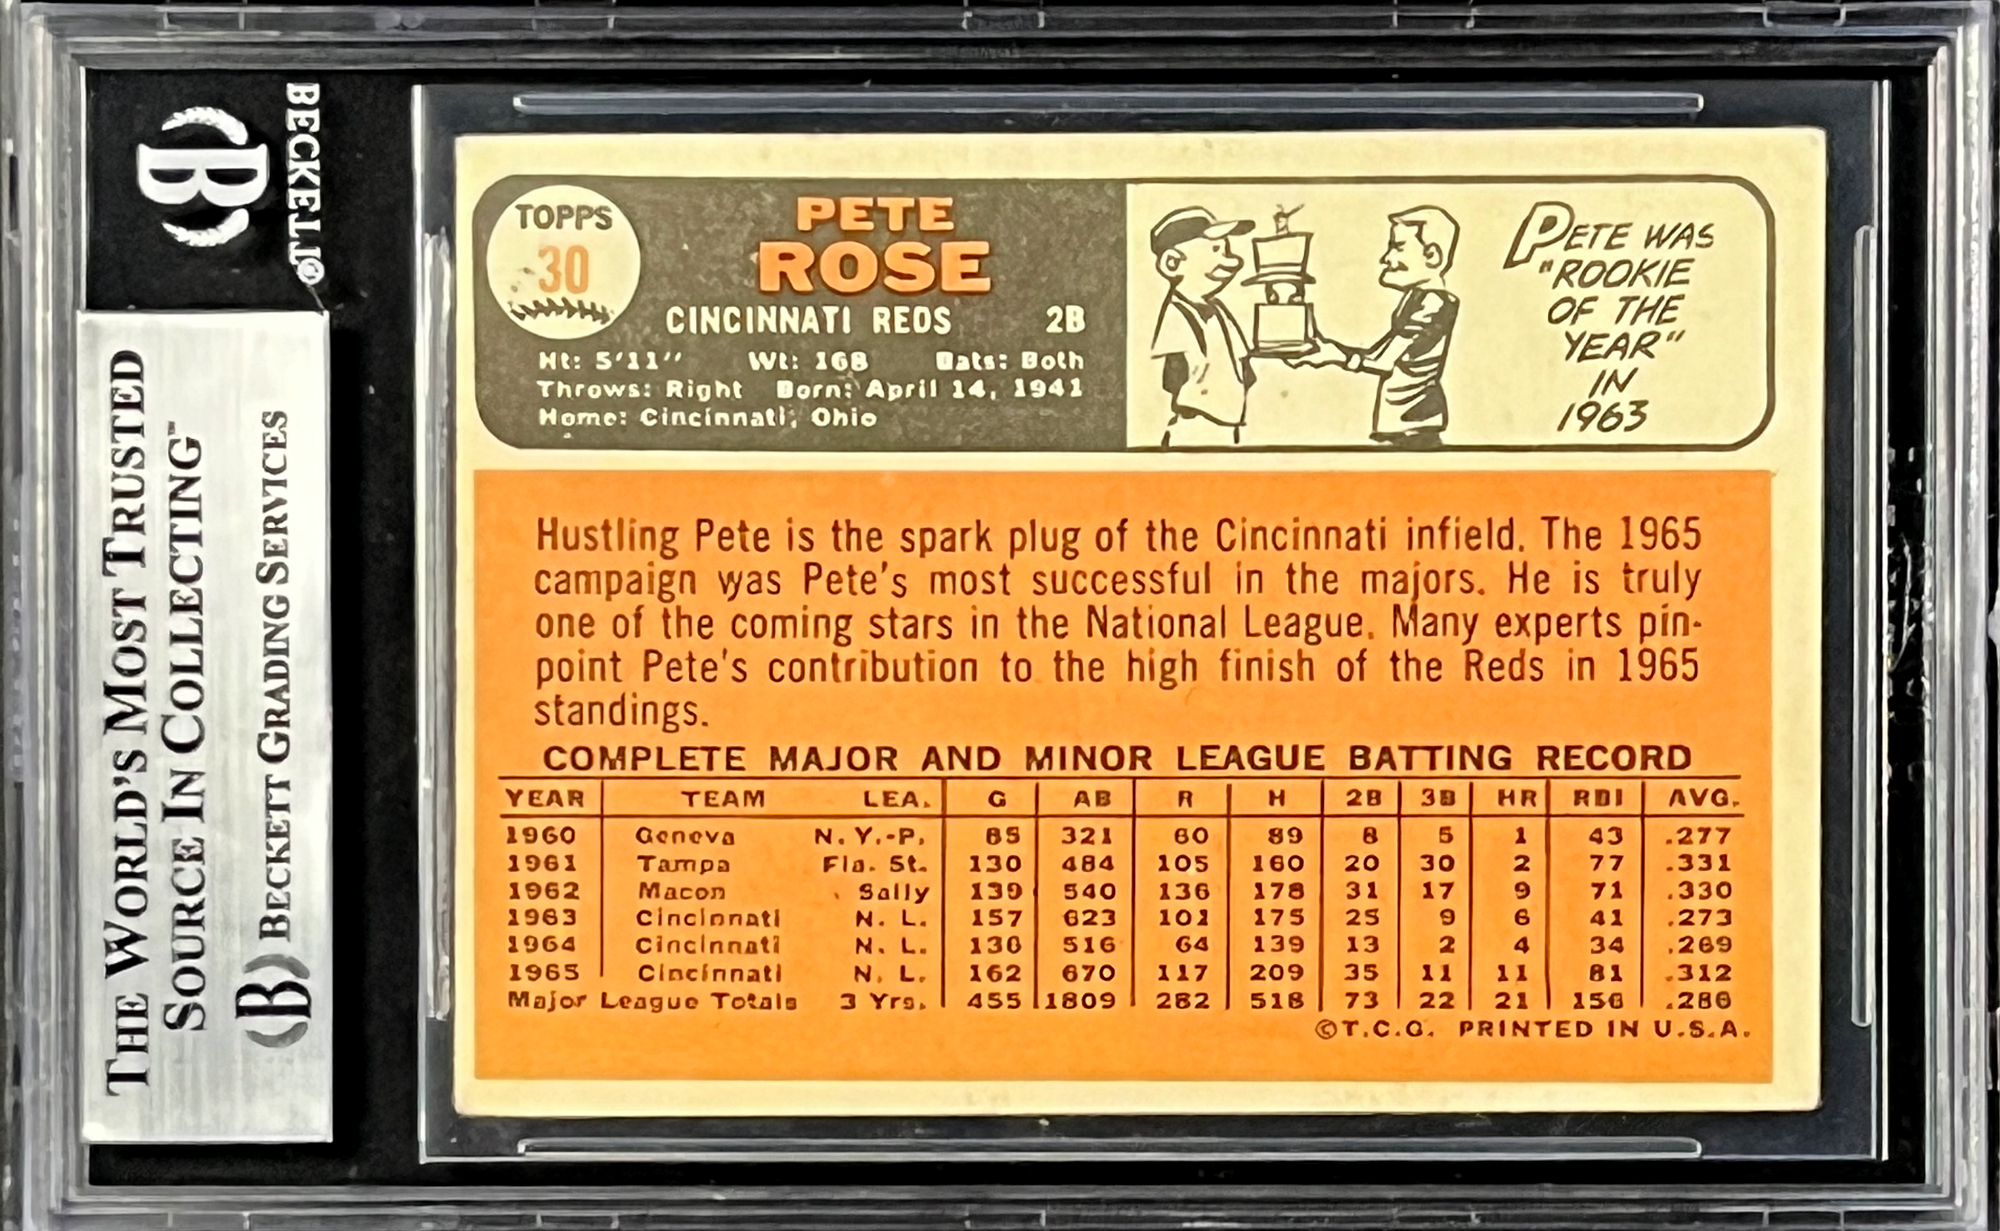 BECKETT®
B
THE WORLD'S MOST TRUSTED
SOURCE IN COLLECTING™
B BECKETT GRADING SERVICES
TOPPS
30
PETE
ROSE
CINCINNATI REDS 2B
Ht: 5'11" Wt: 168 Bats: Both
Throws: Right Born: April 14, 1941
Home: Cincinnati, Ohio
PETE WAS
"ROOKIE
OF THE
YEAR"
IN
1963
Hustling Pete is the spark plug of the Cincinnati infield. The 1965
campaign was Pete's most successful in the majors. He is truly
one of the coming stars in the National League. Many experts pin-
point Pete's contribution to the high finish of the Reds in 1965
standings.
COMPLETE MAJOR AND MINOR LEAGUE BATTING RECORD
YEAR TEAM LEA. G AB R H 2B 3B HR RBI AVG.
1960 Geneva N. Y.-P. 85 321 60 89 8 5 1 43 .277
1961 Tampa Fla. St. 130 484 105 160 20 30 2 77 .331
1962 Macon Sally 139 540 136 178 31 17 9 71 .330
1963 Cincinnati N. L. 157 623 101 175 25 9 6 41 .273
1964 Cincinnati N. L. 136 516 64 139 13 2 4 34 .269
1965 Cincinnati N. L. 162 670 117 209 35 11 11 81 .312
Major League Totals 3 Yrs. 455 1809 282 518 73 22 21 156 .286
©T.C.G. PRINTED IN U.S.A.